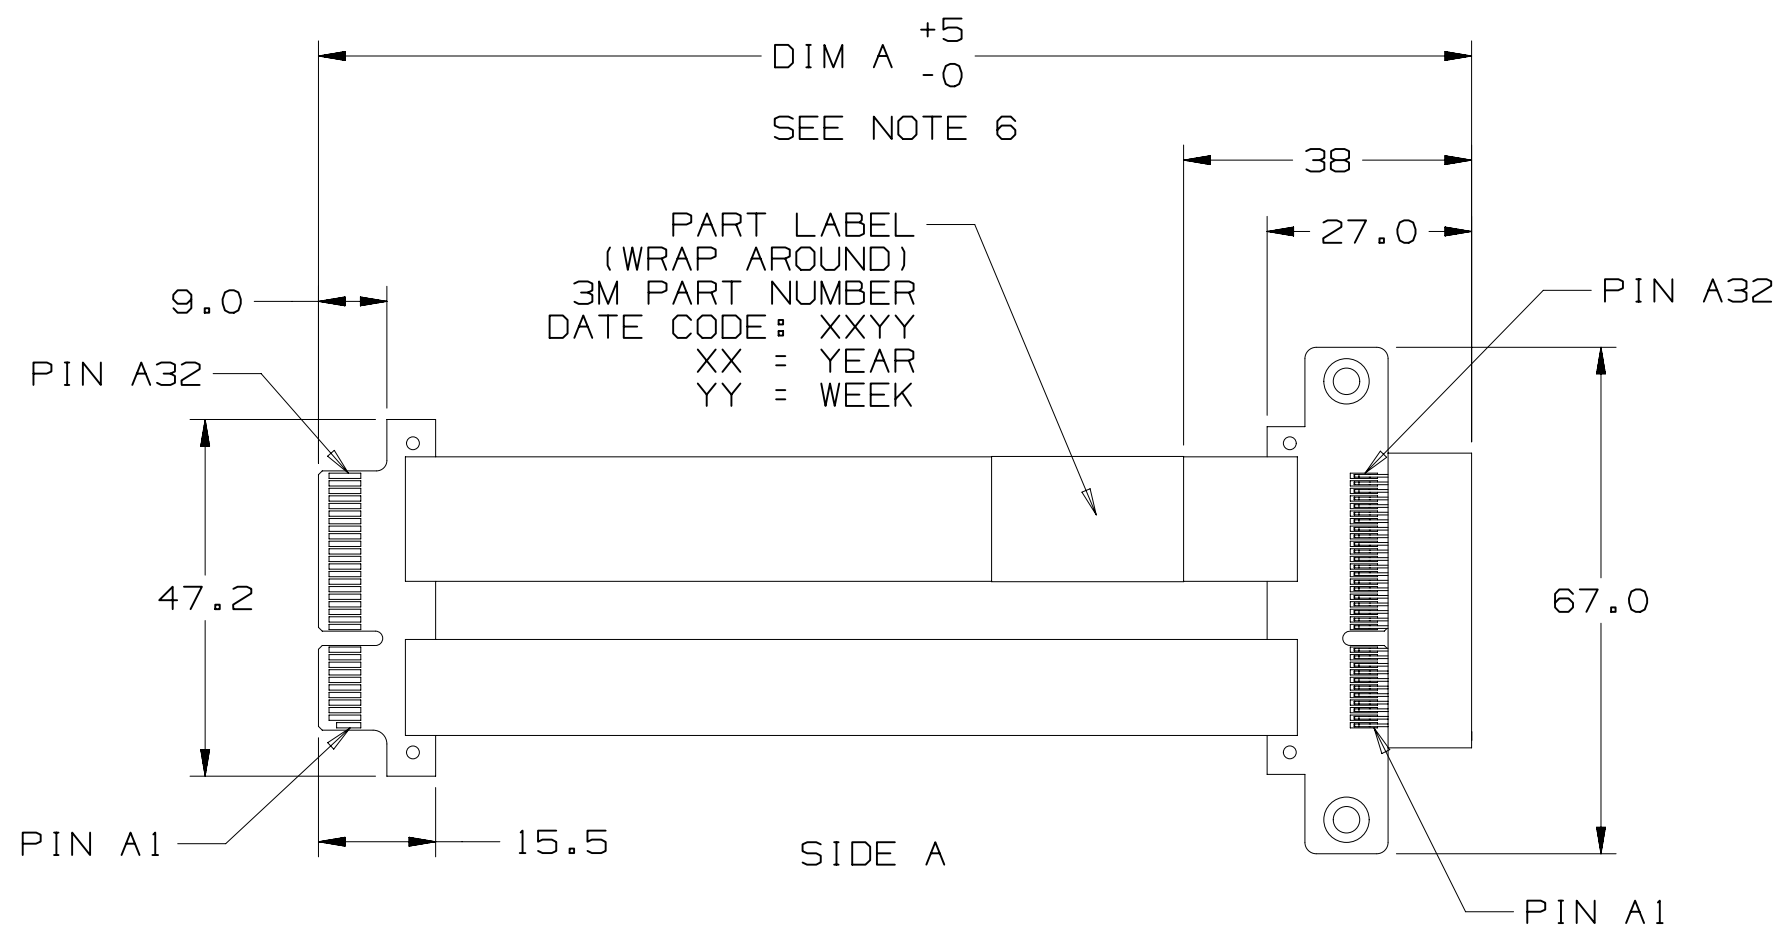 DIM A +5 -0
SEE NOTE 6
38
27.0
PART LABEL
(WRAP AROUND)
3M PART NUMBER
DATE CODE: XXYY
XX = YEAR
YY = WEEK
9.0
PIN A32
PIN A32
47.2
67.0
PIN A1
15.5
SIDE A
PIN A1